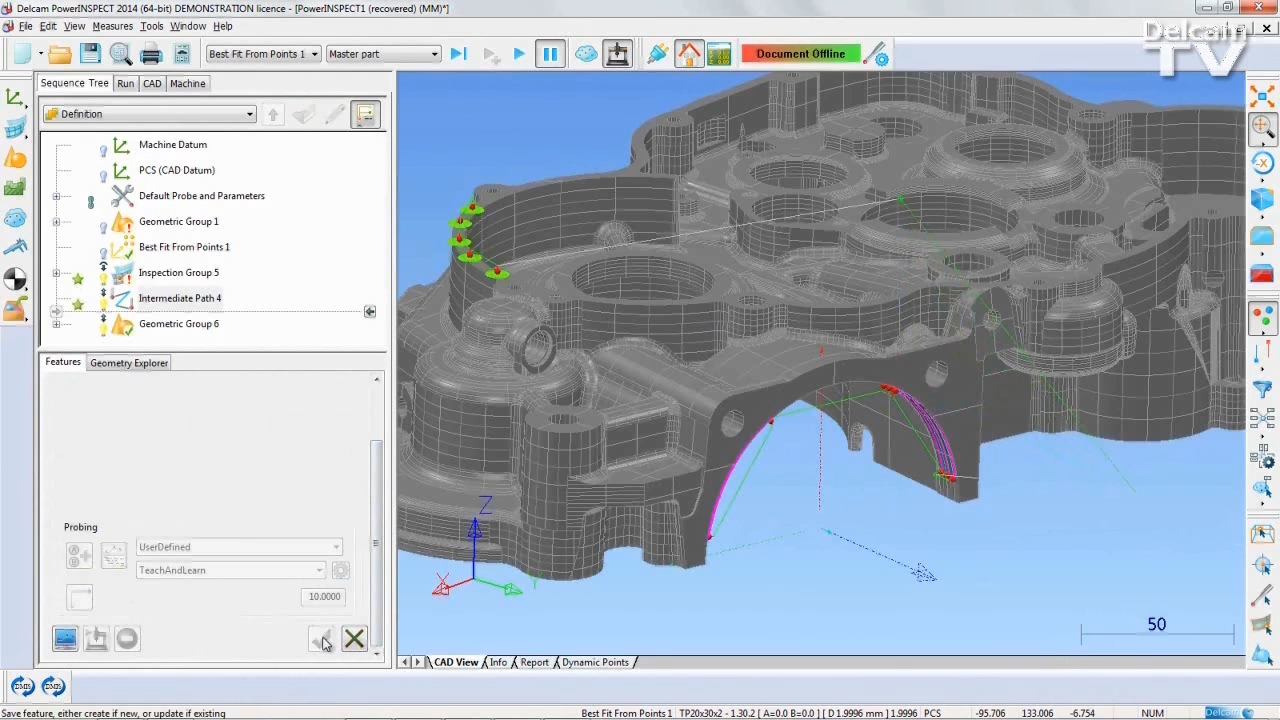 Delcam PowerINSPECT 2014 (64-bit) DEMONSTRATION licence - [PowerINSPECT1 (recovered) (MM)*]
File Edit View Measures Tools Window Help
Delcam
TV
Best Fit From Points 1 Master part Document Offline
Sequence Tree Run CAD Machine
Definition
Machine Datum
PCS (CAD Datum)
Default Probe and Parameters
Geometric Group 1
Best Fit From Points 1
Inspection Group 5
Intermediate Path 4
Geometric Group 6
Features Geometry Explorer
Probing
UserDefined
TeachAndLearn
10.0000
Z
X
Y
50
CAD View Info Report Dynamic Points
DMIS DMIS
Save feature, either create if new, or update if existing Best Fit From Points 1 TP20x30x2 - 1.30.2 [ A=0.0 B=0.0 ] [ D 1.9996 mm ] 1.9996 PCS -95.706 133.006 -6.754 NUM Delcam